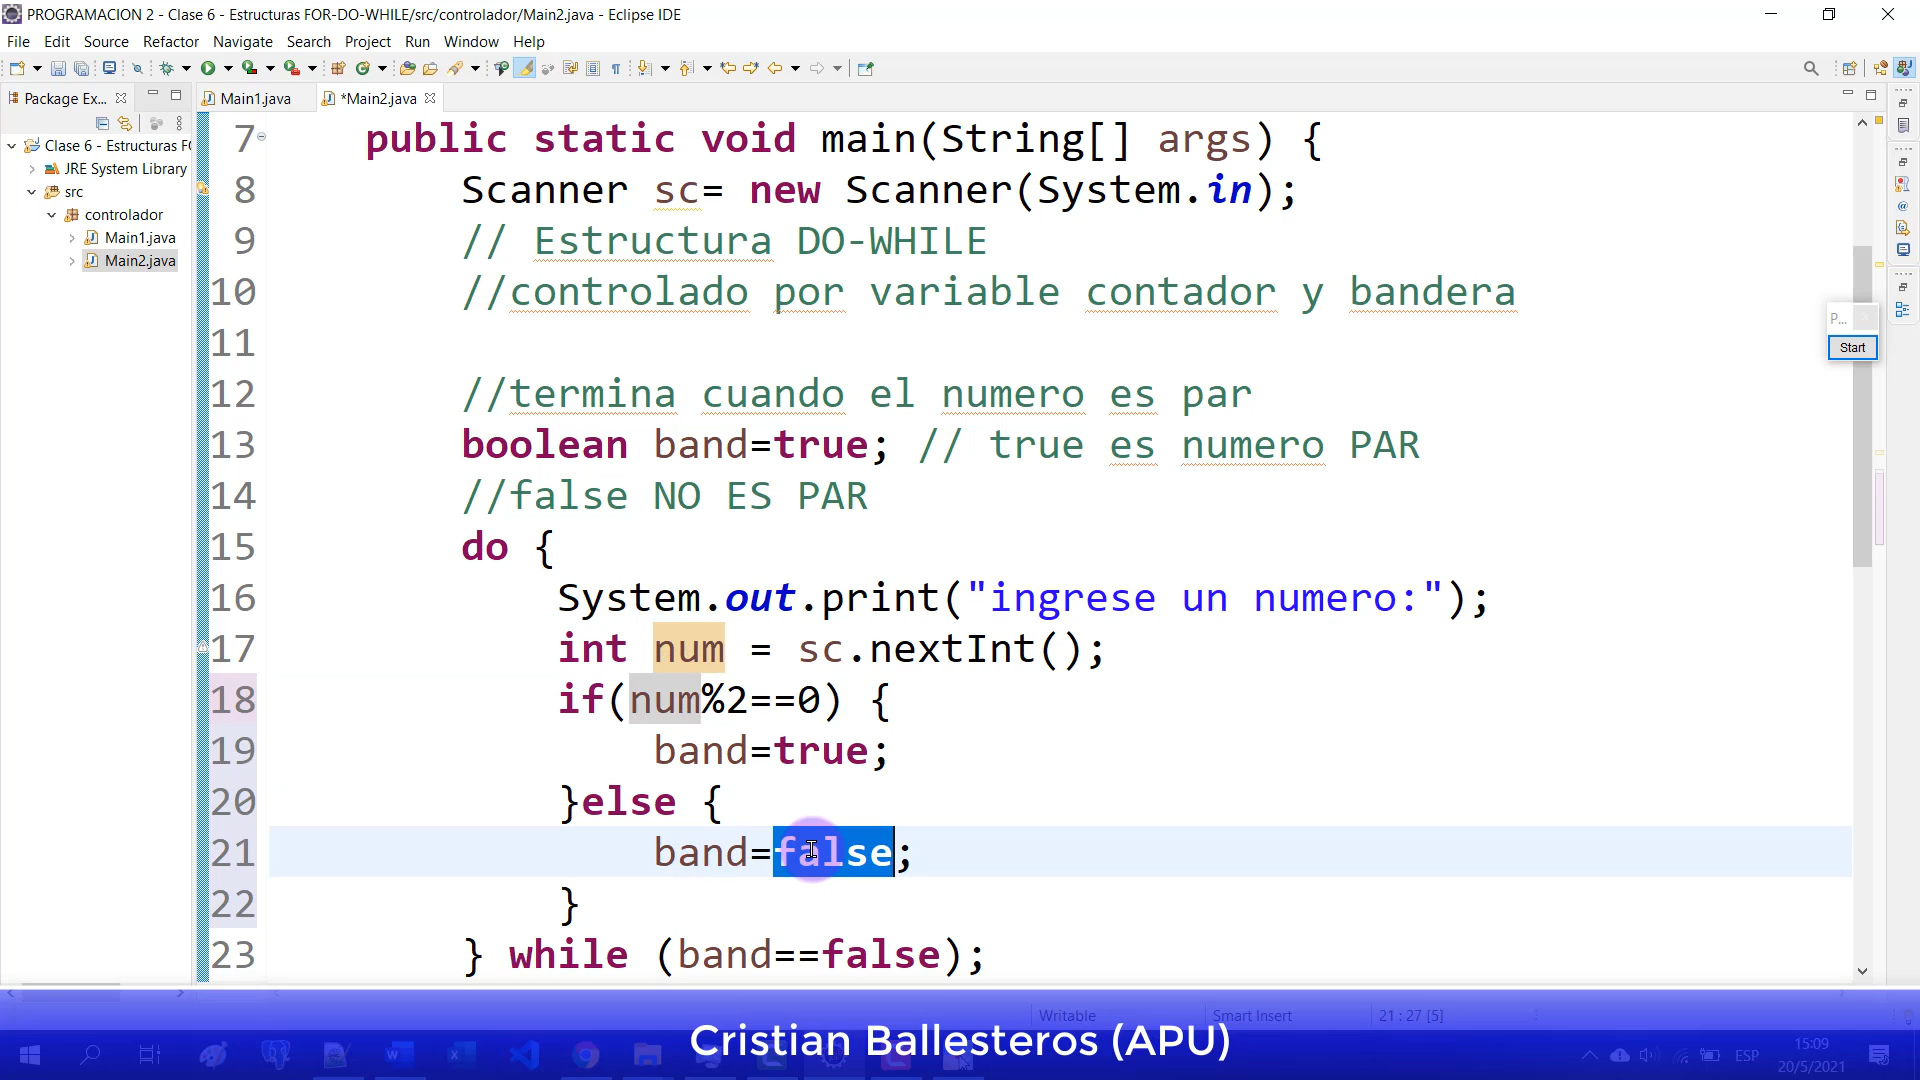 PROGRAMACION 2 - Clase 6 - Estructuras FOR-DO-WHILE/src/controlador/Main2.java - Eclipse IDE
File Edit Source Refactor Navigate Search Project Run Window Help
Package Ex...
Main1.java
*Main2.java
Clase 6 - Estructuras F
JRE System Library
src
controlador
Main1.java
Main2.java
7 public static void main(String[] args) {
8 Scanner sc= new Scanner(System.in);
9 // Estructura DO-WHILE
10 //controlado por variable contador y bandera
11
12 //termina cuando el numero es par
13 boolean band=true; // true es numero PAR
14 //false NO ES PAR
15 do {
16 System.out.print("ingrese un numero:");
17 int num = sc.nextInt();
18 if(num%2==0) {
19 band=true;
20 }else {
21 band=false;
22 }
23 } while (band==false);
P...
Start
Writable
Smart Insert
21 : 27 [5]
Cristian Ballesteros (APU)
ESP
15:09
20/5/2021